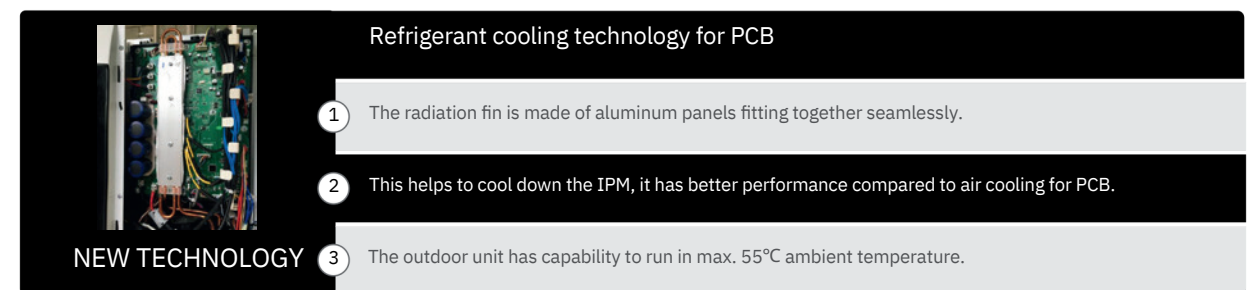 Refrigerant cooling technology for PCB
1 The radiation fin is made of aluminum panels fitting together seamlessly.
2 This helps to cool down the IPM, it has better performance compared to air cooling for PCB.
NEW TECHNOLOGY
3 The outdoor unit has capability to run in max. 55℃ ambient temperature.